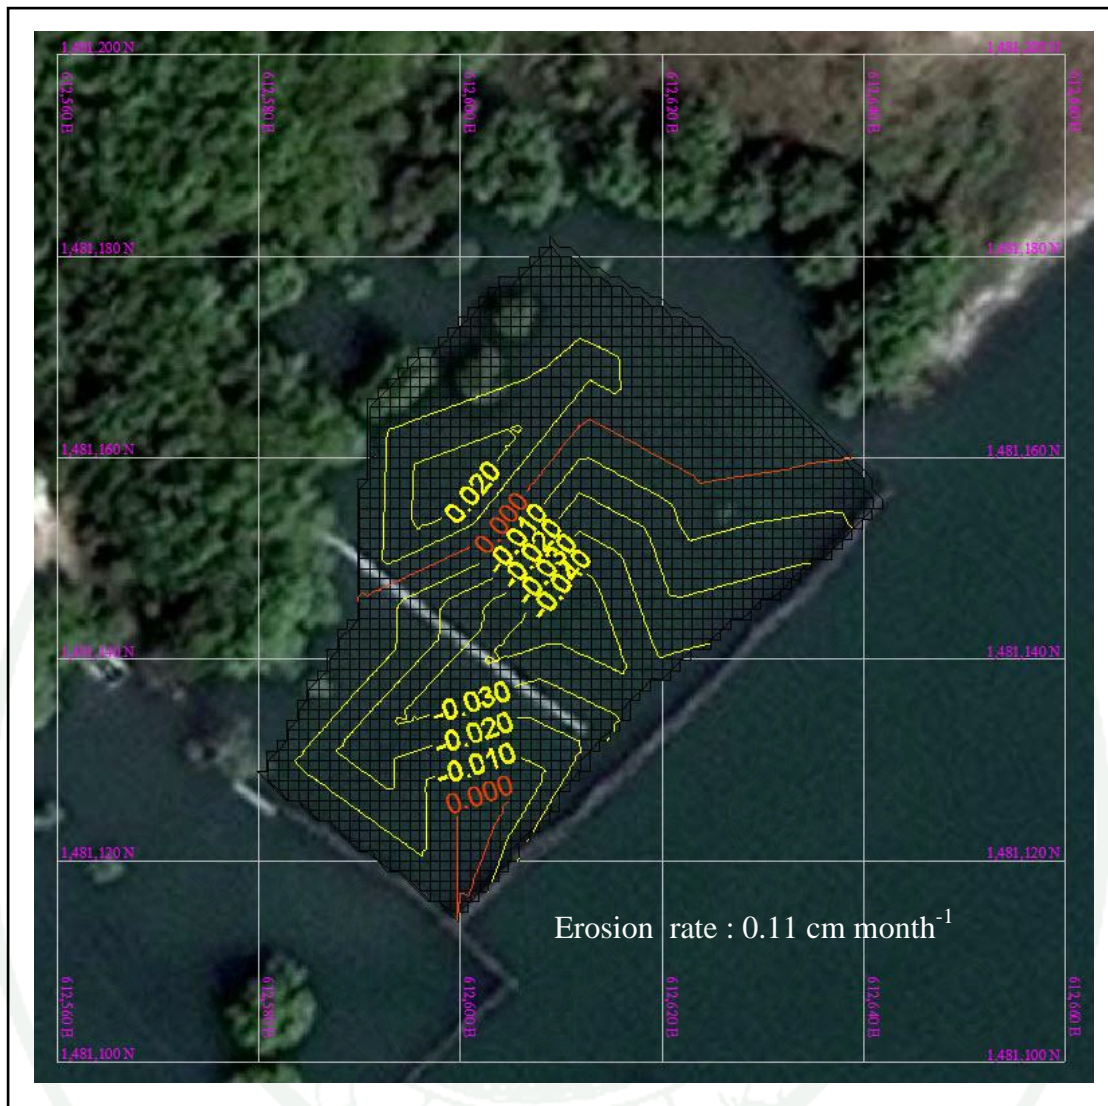 1,481,200 N
1,481,200 N
612,560 E
612,580 E
612,600 E
612,620 E
612,640 E
612,660 E
1,481,180 N
1,481,180 N
1,481,160 N
1,481,160 N
0.020
0.000
-0.010
-0.020
-0.030
-0.040
1,481,140 N
1,481,140 N
-0.030
-0.020
-0.010
0.000
1,481,120 N
1,481,120 N
Erosion rate : 0.11 cm month-1
612,560 E
612,580 E
612,600 E
612,620 E
612,640 E
612,660 E
1,481,100 N
1,481,100 N